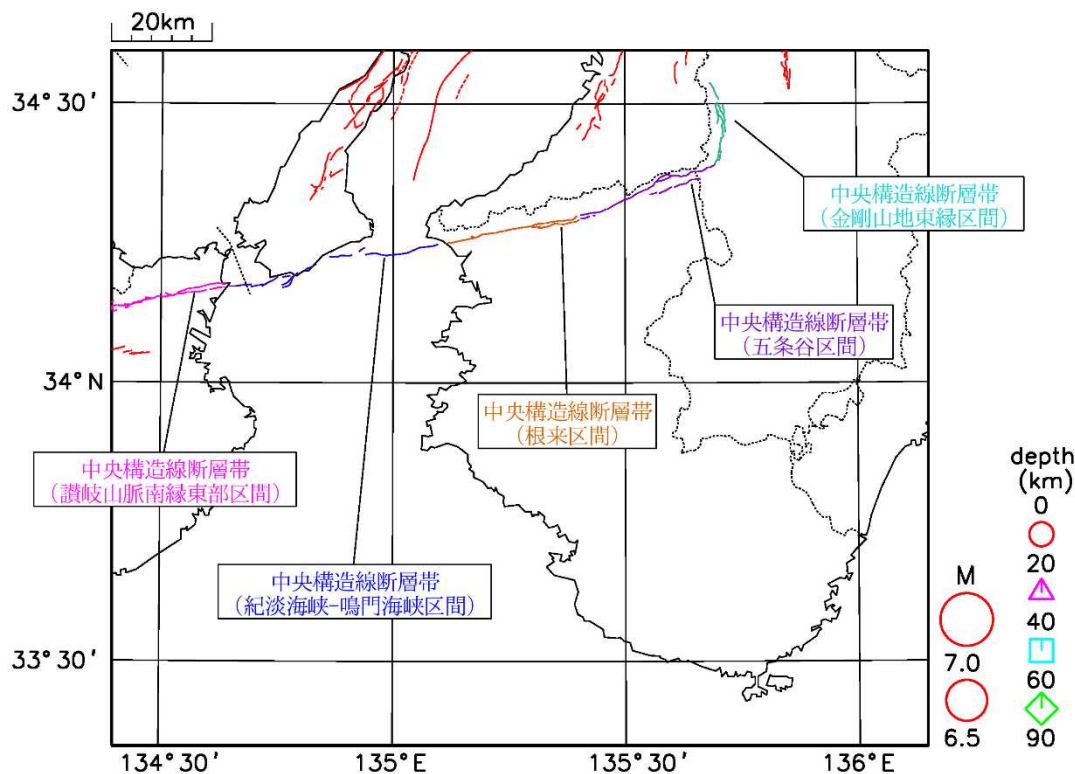 20km
34°30′
中央構造線断層帯
(金剛山地東縁区間)
中央構造線断層帯
(五条谷区間)
34°N
中央構造線断層帯
(根来区間)
中央構造線断層帯
(讃岐山脈南縁東部区間)
中央構造線断層帯
(紀淡海峡-鳴門海峡区間)
33°30′
134°30′
135°E
135°30′
136°E
M
7.0
6.5
depth
(km)
0
20
40
60
90